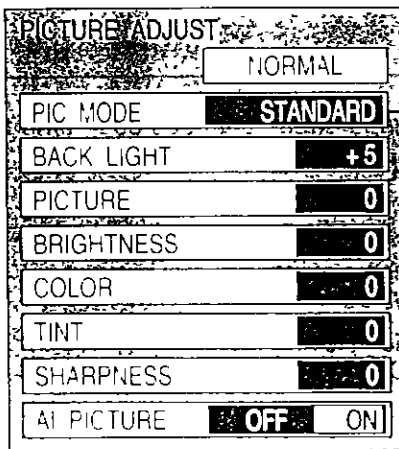 PICTURE ADJUST
NORMAL
PIC MODE STANDARD
BACK LIGHT +5
PICTURE 0
BRIGHTNESS 0
COLOR 0
TINT 0
SHARPNESS 0
AI PICTURE OFF ON